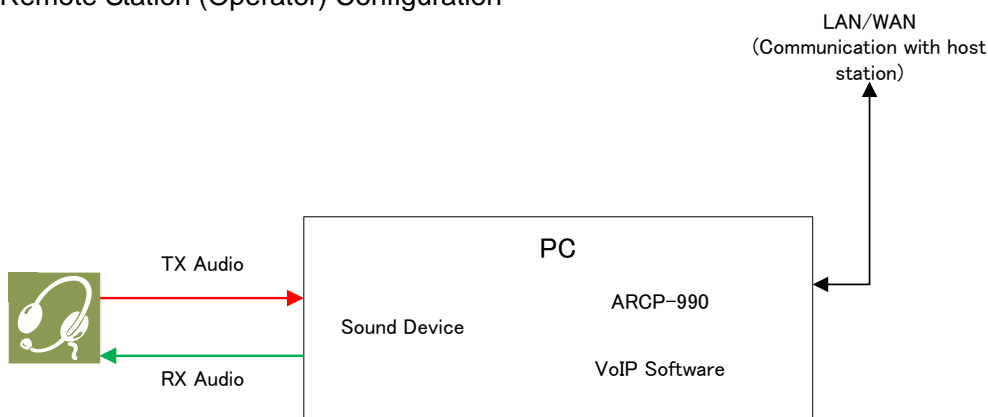 Remote Station (Operator) Configuration
LAN/WAN
(Communication with host
station)
PC
TX Audio
ARCP-990
Sound Device
VoIP Software
RX Audio